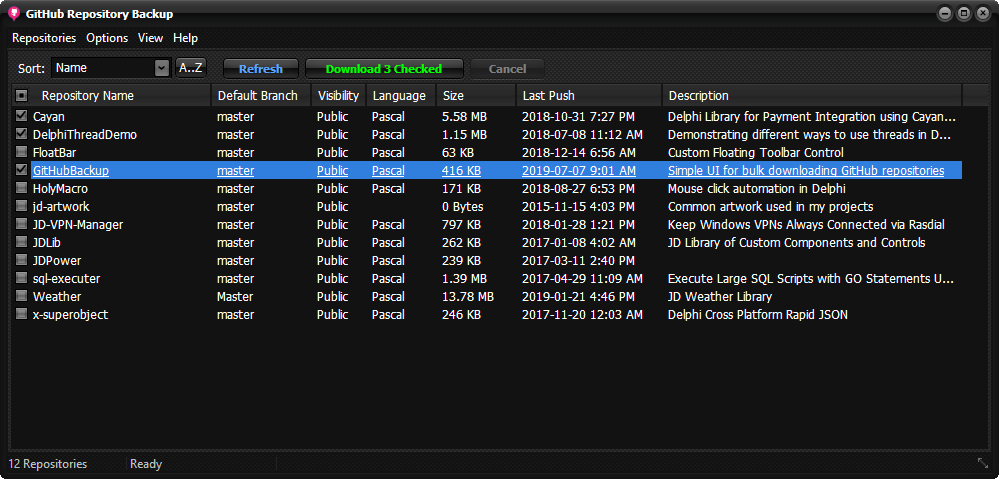 GitHub Repository Backup
Repositories Options View Help
Sort: Name A..Z Refresh Download 3 Checked Cancel
Repository Name Default Branch Visibility Language Size Last Push Description
Cayan master Public Pascal 5.58 MB 2018-10-31 7:27 PM Delphi Library for Payment Integration using Cayan...
DelphiThreadDemo master Public Pascal 1.15 MB 2018-07-08 11:12 AM Demonstrating different ways to use threads in D...
FloatBar master Public Pascal 63 KB 2018-12-14 6:56 AM Custom Floating Toolbar Control
GitHubBackup master Public Pascal 416 KB 2019-07-07 9:01 AM Simple UI for bulk downloading GitHub repositories
HolyMacro master Public Pascal 171 KB 2018-08-27 6:53 PM Mouse click automation in Delphi
jd-artwork master Public 0 Bytes 2015-11-15 4:03 PM Common artwork used in my projects
JD-VPN-Manager master Public Pascal 797 KB 2018-01-28 1:21 PM Keep Windows VPNs Always Connected via Rasdial
JDLib master Public Pascal 262 KB 2017-01-08 4:02 AM JD Library of Custom Components and Controls
JDPower master Public Pascal 239 KB 2017-03-11 2:40 PM
sql-executer master Public Pascal 1.39 MB 2017-04-29 11:09 AM Execute Large SQL Scripts with GO Statements U...
Weather Master Public Pascal 13.78 MB 2019-01-21 4:46 PM JD Weather Library
x-superobject master Public Pascal 246 KB 2017-11-20 12:03 AM Delphi Cross Platform Rapid JSON
12 Repositories Ready